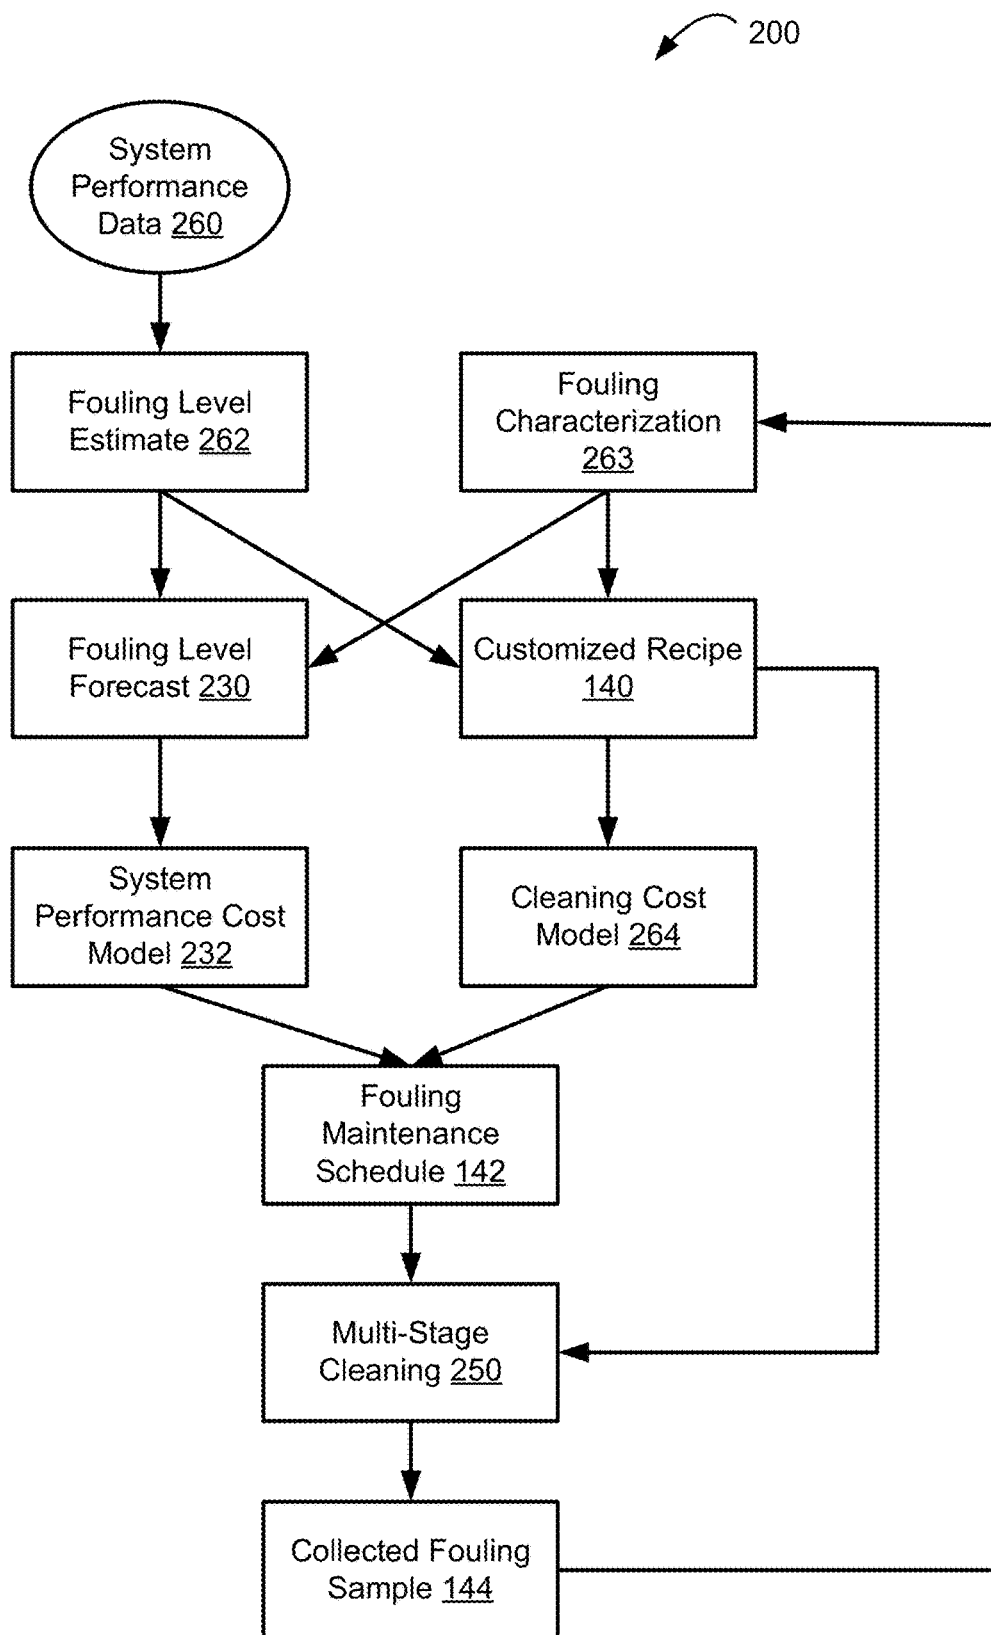 200
System
Performance
Data 260
Fouling Level
Estimate 262
Fouling
Characterization
263
Fouling Level
Forecast 230
Customized Recipe
140
System
Performance Cost
Model 232
Cleaning Cost
Model 264
Fouling
Maintenance
Schedule 142
Multi-Stage
Cleaning 250
Collected Fouling
Sample 144